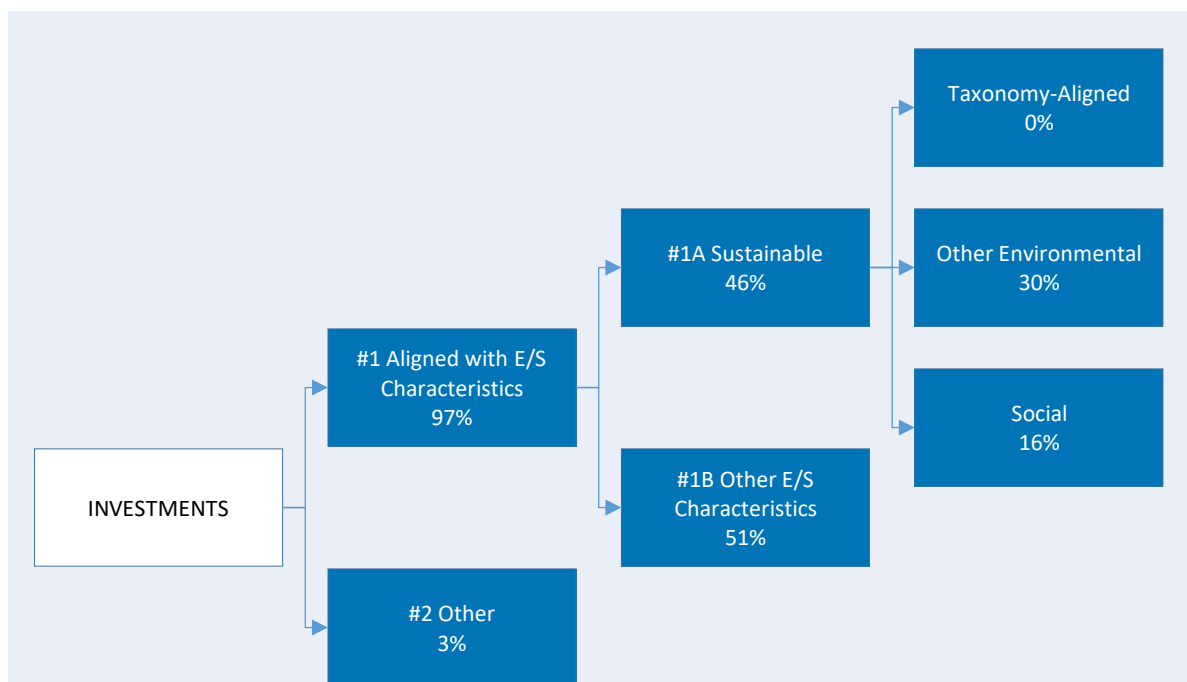 Taxonomy-Aligned
0%
#1A Sustainable
46%
Other Environmental
30%
#1 Aligned with E/S
Characteristics
97%
Social
16%
INVESTMENTS
#1B Other E/S
Characteristics
51%
#2 Other
3%